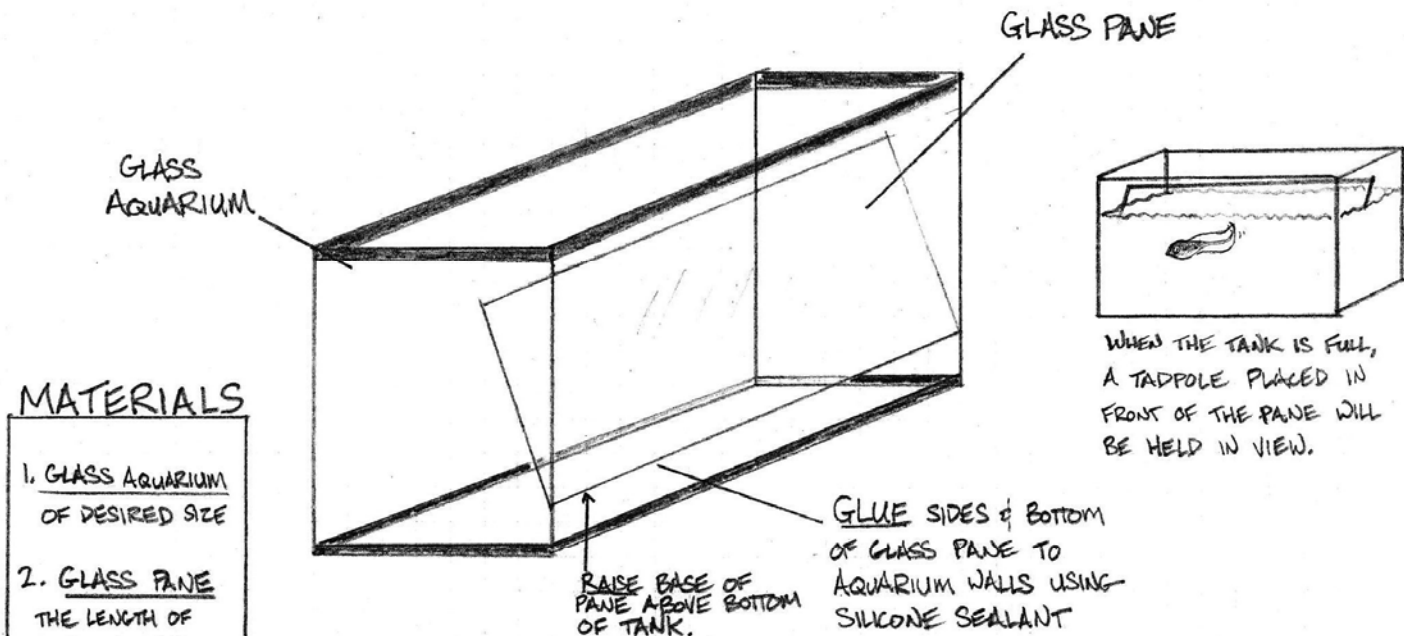 GLASS PANE
GLASS
AQUARIUM
WHEN THE TANK IS FULL,
A TADPOLE PLACED IN
FRONT OF THE PANE WILL
BE HELD IN VIEW.
MATERIALS
1. GLASS AQUARIUM
OF DESIRED SIZE
2. GLASS PANE
THE LENGTH OF
RAISE BASE OF
PANE ABOVE BOTTOM
OF TANK.
GLUE SIDES & BOTTOM
OF GLASS PANE TO
AQUARIUM WALLS USING
SILICONE SEALANT